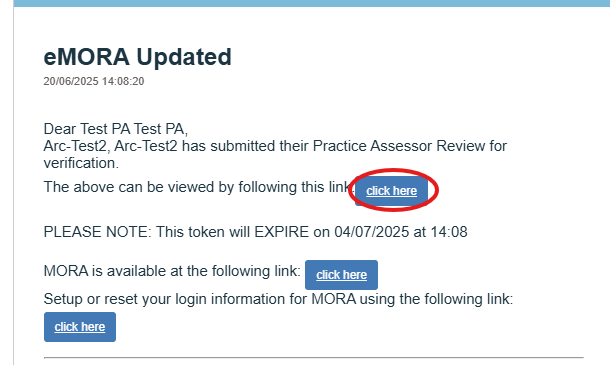 eMORA Updated
20/06/2025 14:08:20
Dear Test PA Test PA,
Arc-Test2, Arc-Test2 has submitted their Practice Assessor Review for
verification.
The above can be viewed by following this link: click here
PLEASE NOTE: This token will EXPIRE on 04/07/2025 at 14:08
MORA is available at the following link: click here
Setup or reset your login information for MORA using the following link:
click here